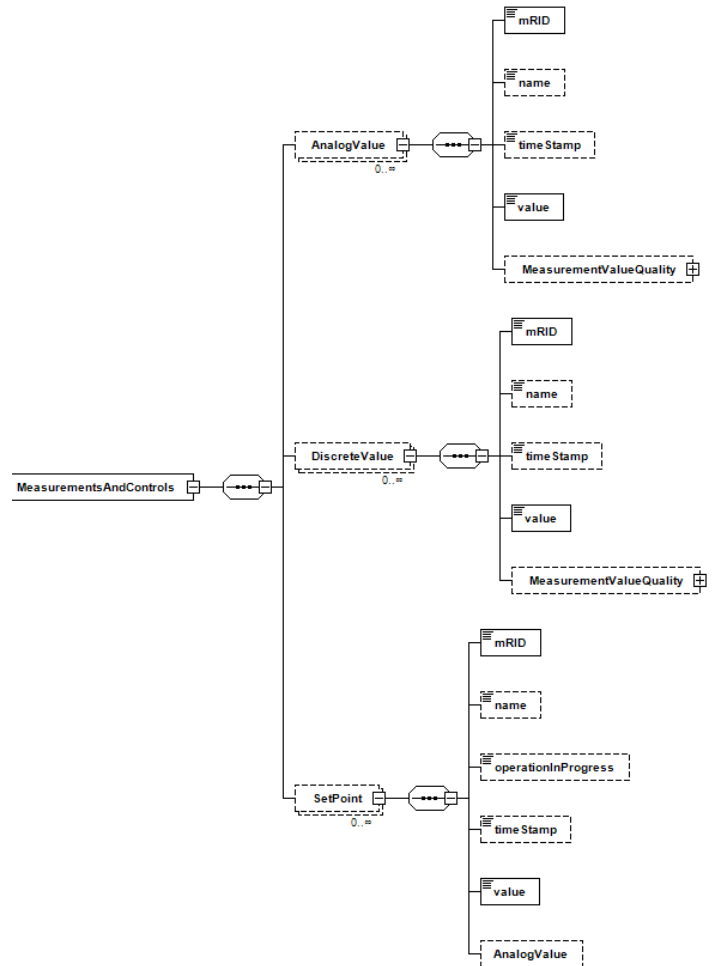 mRID
name
AnalogValue
0..∞
timeStamp
value
MeasurementValueQuality
mRID
name
MeasurementsAndControls
DiscreteValue
0..∞
timeStamp
value
MeasurementValueQuality
mRID
name
operationInProgress
SetPoint
0..∞
timeStamp
value
AnalogValue